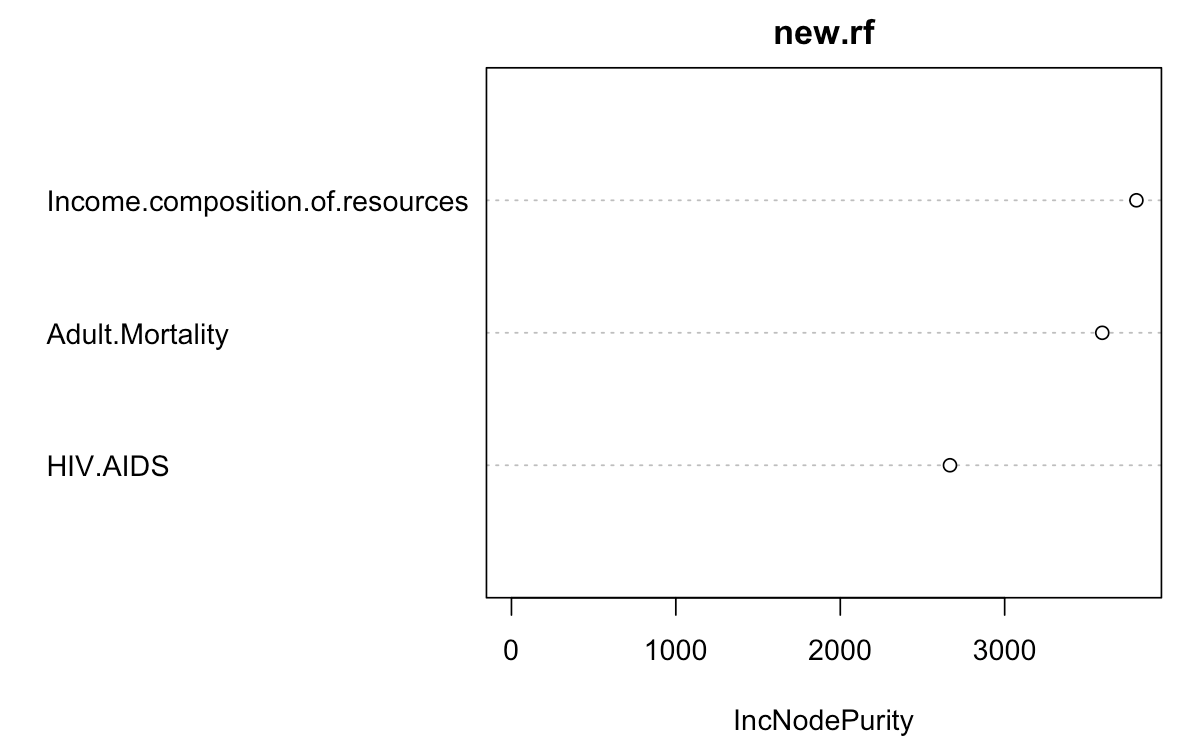 new.rf
Income.composition.of.resources
Adult.Mortality
HIV.AIDS
0 1000 2000 3000
IncNodePurity